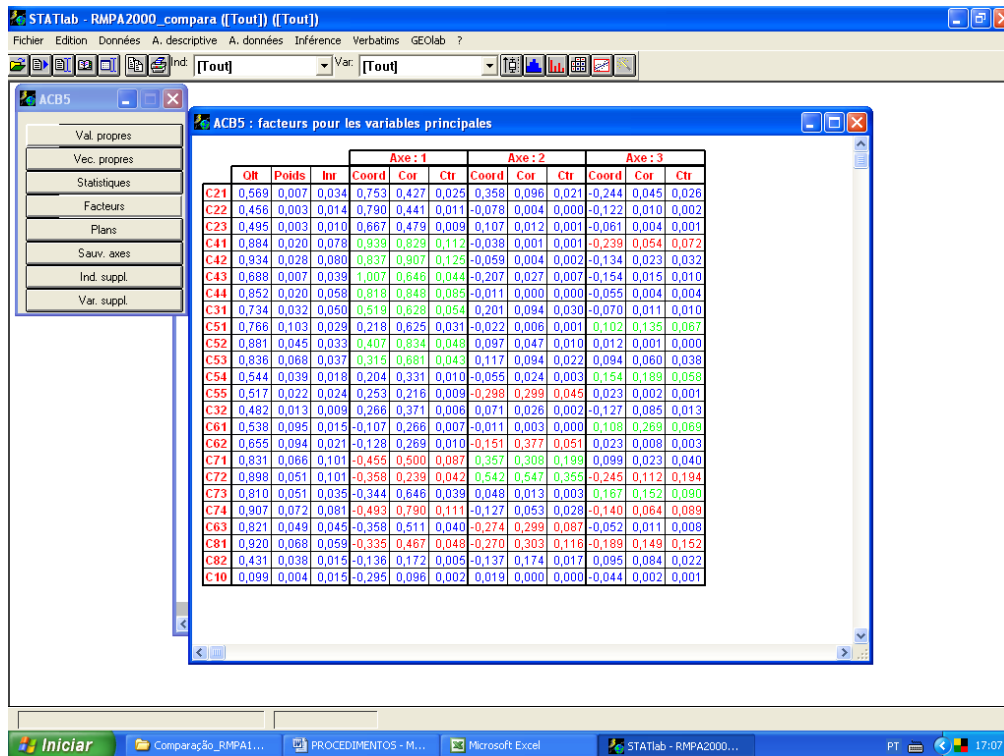 STATlab - RMPA2000_compara ([Tout]) ([Tout])
Fichier Edition Données A. descriptive A. données Inférence Verbatims GEOlab ?
Ind: [Tout] Var: [Tout]
ACB5
Val. propres
Vec. propres
Statistiques
Facteurs
Plans
Sauv. axes
Ind. suppl.
Var. suppl.
ACB5 : facteurs pour les variables principales
Axe : 1 Axe : 2 Axe : 3
Qlt Poids Inr Coord Cor Ctr Coord Cor Ctr Coord Cor Ctr
C21 0,569 0,007 0,034 0,753 0,427 0,025 0,358 0,096 0,021 -0,244 0,045 0,026
C22 0,456 0,003 0,014 0,790 0,441 0,011 -0,078 0,004 0,000 -0,122 0,010 0,002
C23 0,495 0,003 0,010 0,667 0,479 0,009 0,107 0,012 0,001 -0,061 0,004 0,001
C41 0,884 0,020 0,078 0,939 0,829 0,112 -0,038 0,001 0,001 -0,239 0,054 0,072
C42 0,934 0,028 0,080 0,837 0,907 0,125 -0,059 0,004 0,002 -0,134 0,023 0,032
C43 0,688 0,007 0,039 1,007 0,646 0,044 -0,207 0,027 0,007 -0,154 0,015 0,010
C44 0,852 0,020 0,058 0,818 0,848 0,085 -0,011 0,000 0,000 -0,055 0,004 0,004
C31 0,734 0,032 0,050 0,519 0,628 0,054 0,201 0,094 0,030 -0,070 0,011 0,010
C51 0,766 0,103 0,029 0,218 0,625 0,031 -0,022 0,006 0,001 0,102 0,135 0,067
C52 0,881 0,045 0,033 0,407 0,834 0,048 0,097 0,047 0,010 0,012 0,001 0,000
C53 0,836 0,068 0,037 0,315 0,681 0,043 0,117 0,094 0,022 0,094 0,060 0,038
C54 0,544 0,039 0,018 0,204 0,331 0,010 -0,055 0,024 0,003 0,154 0,189 0,058
C55 0,517 0,022 0,024 0,253 0,216 0,009 -0,298 0,299 0,045 0,023 0,002 0,001
C32 0,482 0,013 0,009 0,266 0,371 0,006 0,071 0,026 0,002 -0,127 0,085 0,013
C61 0,538 0,095 0,015 -0,107 0,266 0,007 -0,011 0,003 0,000 0,108 0,269 0,069
C62 0,655 0,094 0,021 -0,128 0,269 0,010 -0,151 0,377 0,051 0,023 0,008 0,003
C71 0,831 0,066 0,101 -0,455 0,500 0,087 0,357 0,308 0,199 0,099 0,023 0,040
C72 0,898 0,051 0,101 -0,358 0,239 0,042 0,542 0,547 0,355 -0,245 0,112 0,194
C73 0,810 0,051 0,035 -0,344 0,646 0,039 0,048 0,013 0,003 0,167 0,152 0,090
C74 0,907 0,072 0,081 -0,493 0,790 0,111 -0,127 0,053 0,028 -0,140 0,064 0,089
C63 0,821 0,049 0,045 -0,358 0,511 0,040 -0,274 0,299 0,087 -0,052 0,011 0,008
C81 0,920 0,068 0,059 -0,335 0,467 0,048 -0,270 0,303 0,116 -0,189 0,149 0,152
C82 0,431 0,038 0,015 -0,136 0,172 0,005 -0,137 0,174 0,017 0,095 0,084 0,022
C10 0,099 0,004 0,015 -0,295 0,096 0,002 0,019 0,000 0,000 -0,044 0,002 0,001
Iniciar Comparação_RMPA1... PROCEDIMENTOS - M... Microsoft Excel STATlab - RMPA2000... PT 17:07